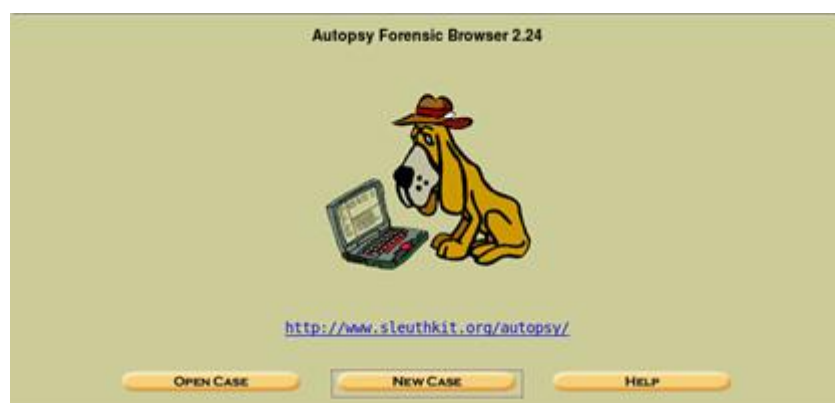 Autopsy Forensic Browser 2.24
http://www.sleuthkit.org/autopsy/
OPEN CASE
NEW CASE
HELP